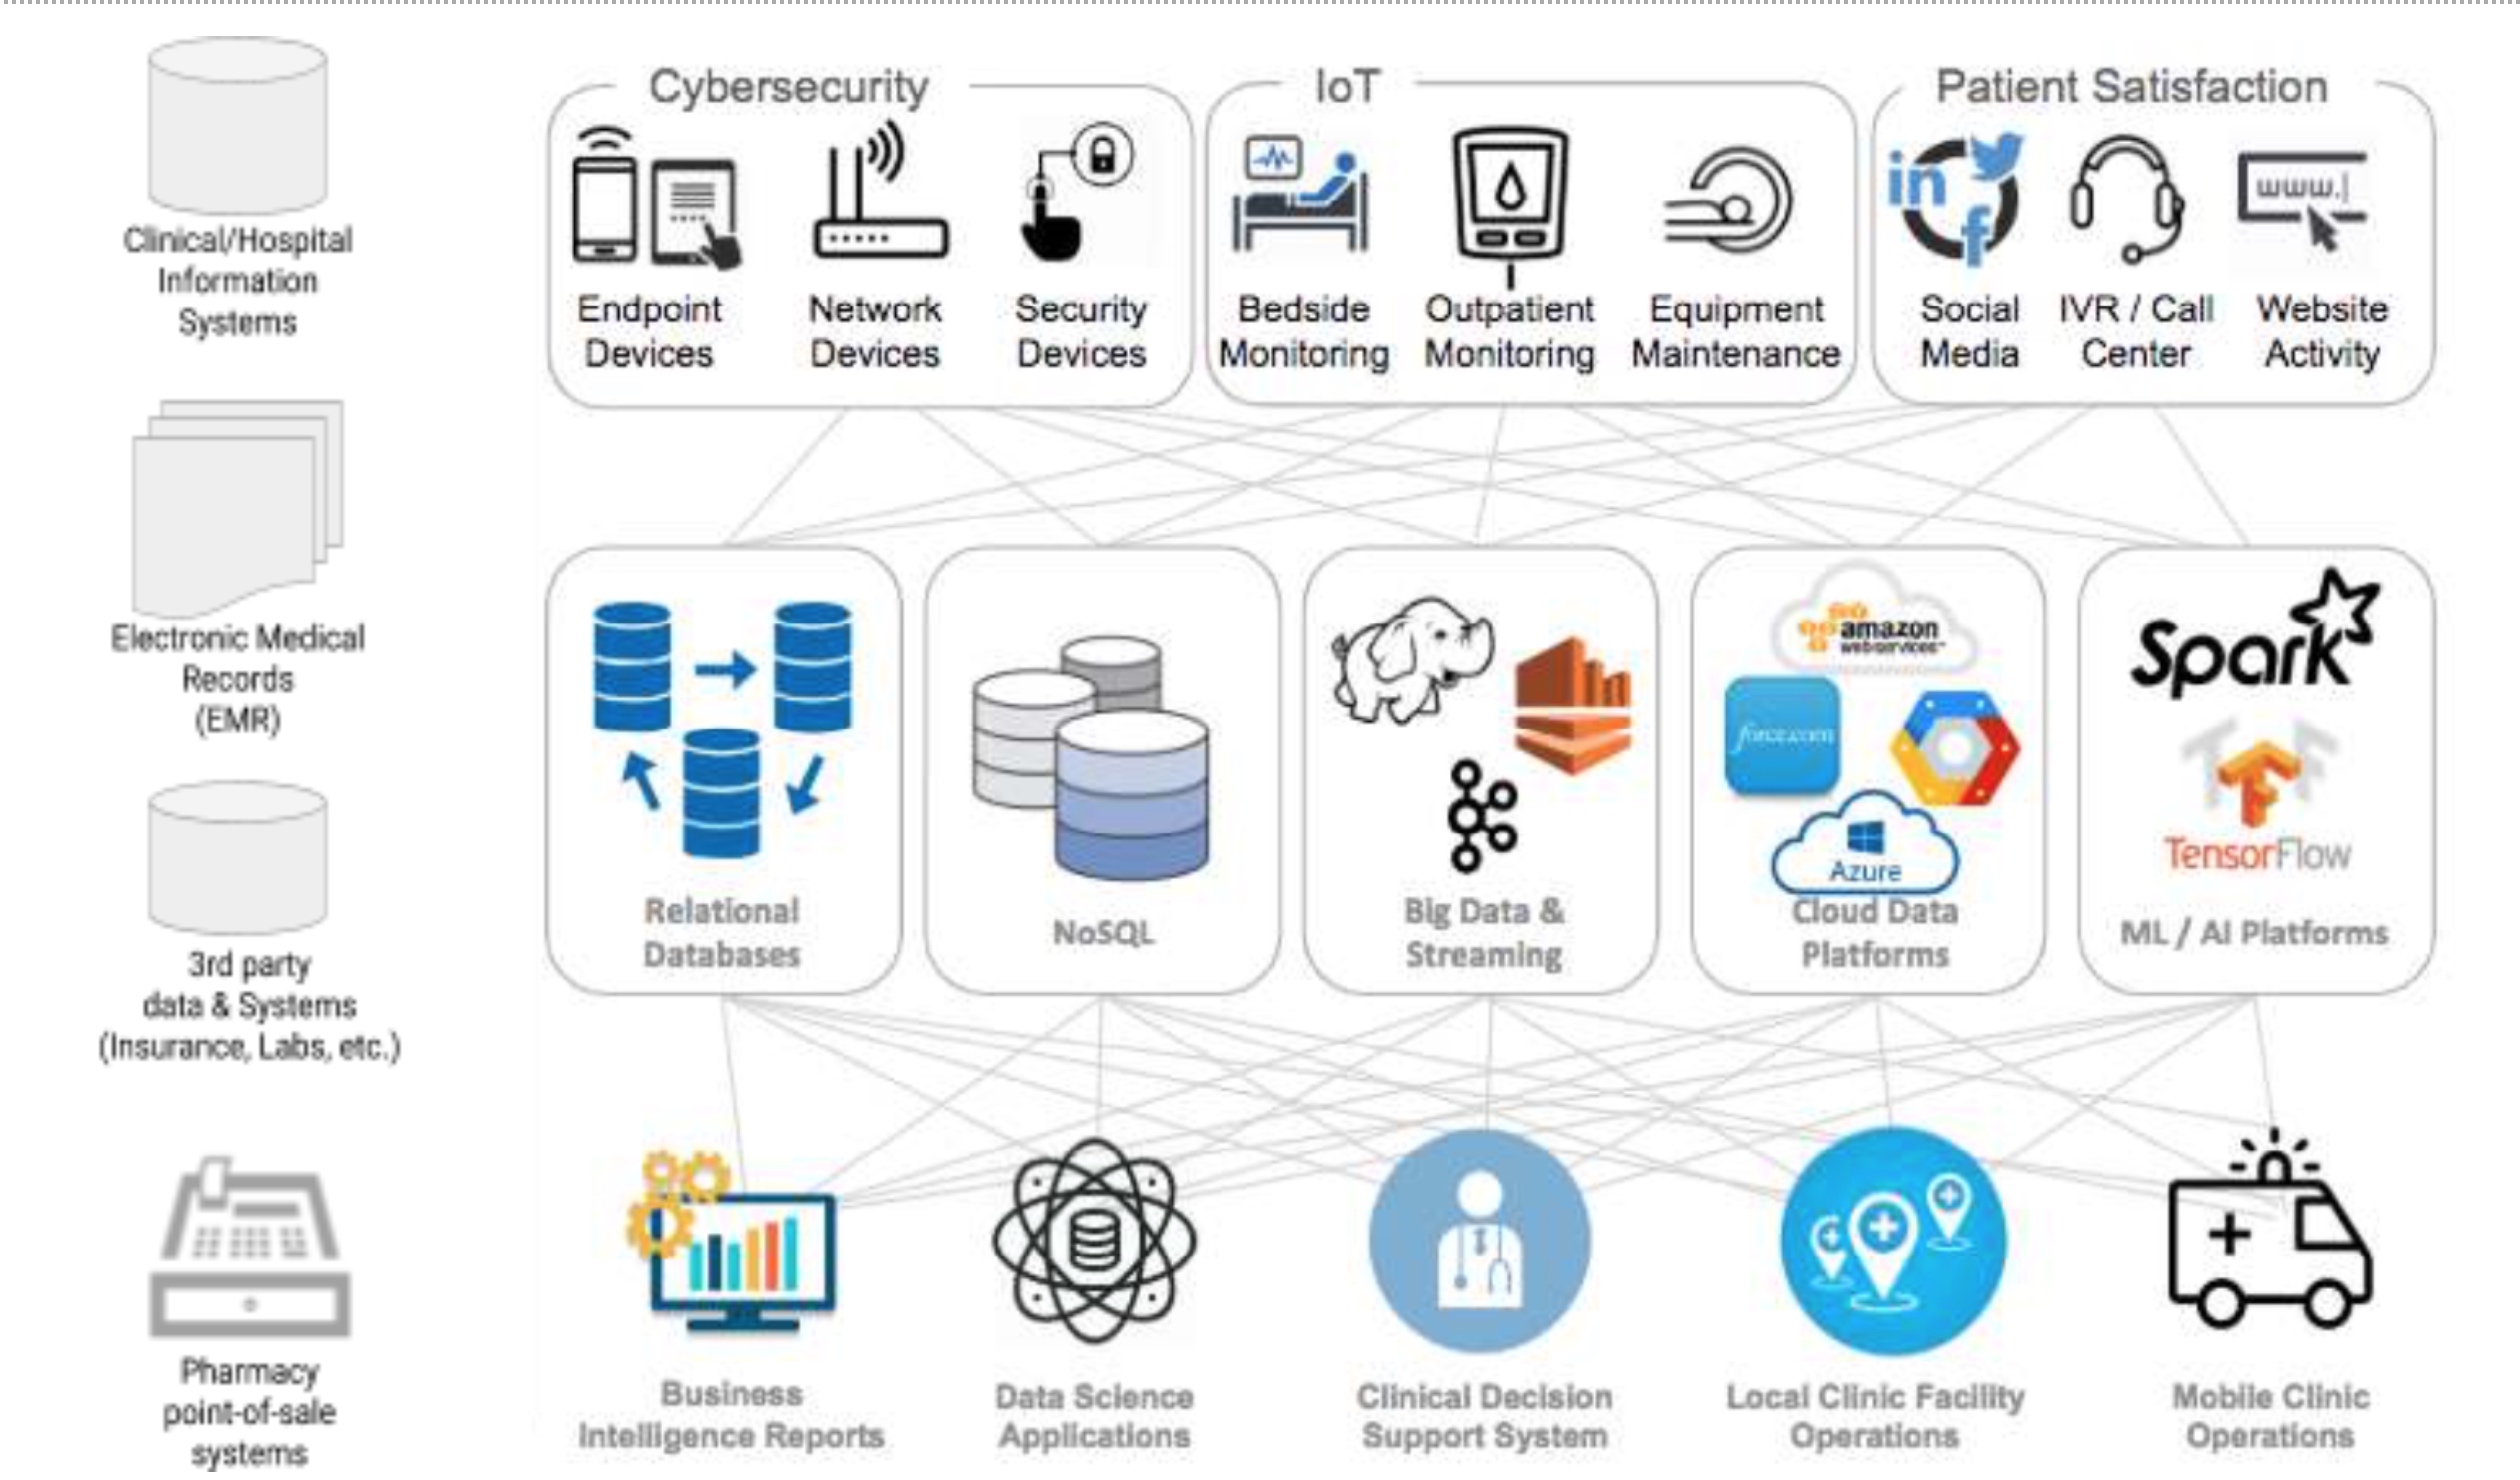 Clinical/Hospital
Information
Systems
Electronic Medical
Records
(EMR)
3rd party
data & Systems
(Insurance, Labs, etc.)
Pharmacy
point-of-sale
systems
Cybersecurity
Endpoint
Devices
Network
Devices
Security
Devices
IoT
Bedside
Monitoring
Outpatient
Monitoring
Equipment
Maintenance
Patient Satisfaction
in
f
www.
Social
Media
IVR / Call
Center
Website
Activity
Relational
Databases
NoSQL
Big Data &
Streaming
amazon
webservices™
force.com
Azure
Cloud Data
Platforms
Spark
TensorFlow
ML / AI Platforms
Business
Intelligence Reports
Data Science
Applications
Clinical Decision
Support System
Local Clinic Facility
Operations
Mobile Clinic
Operations